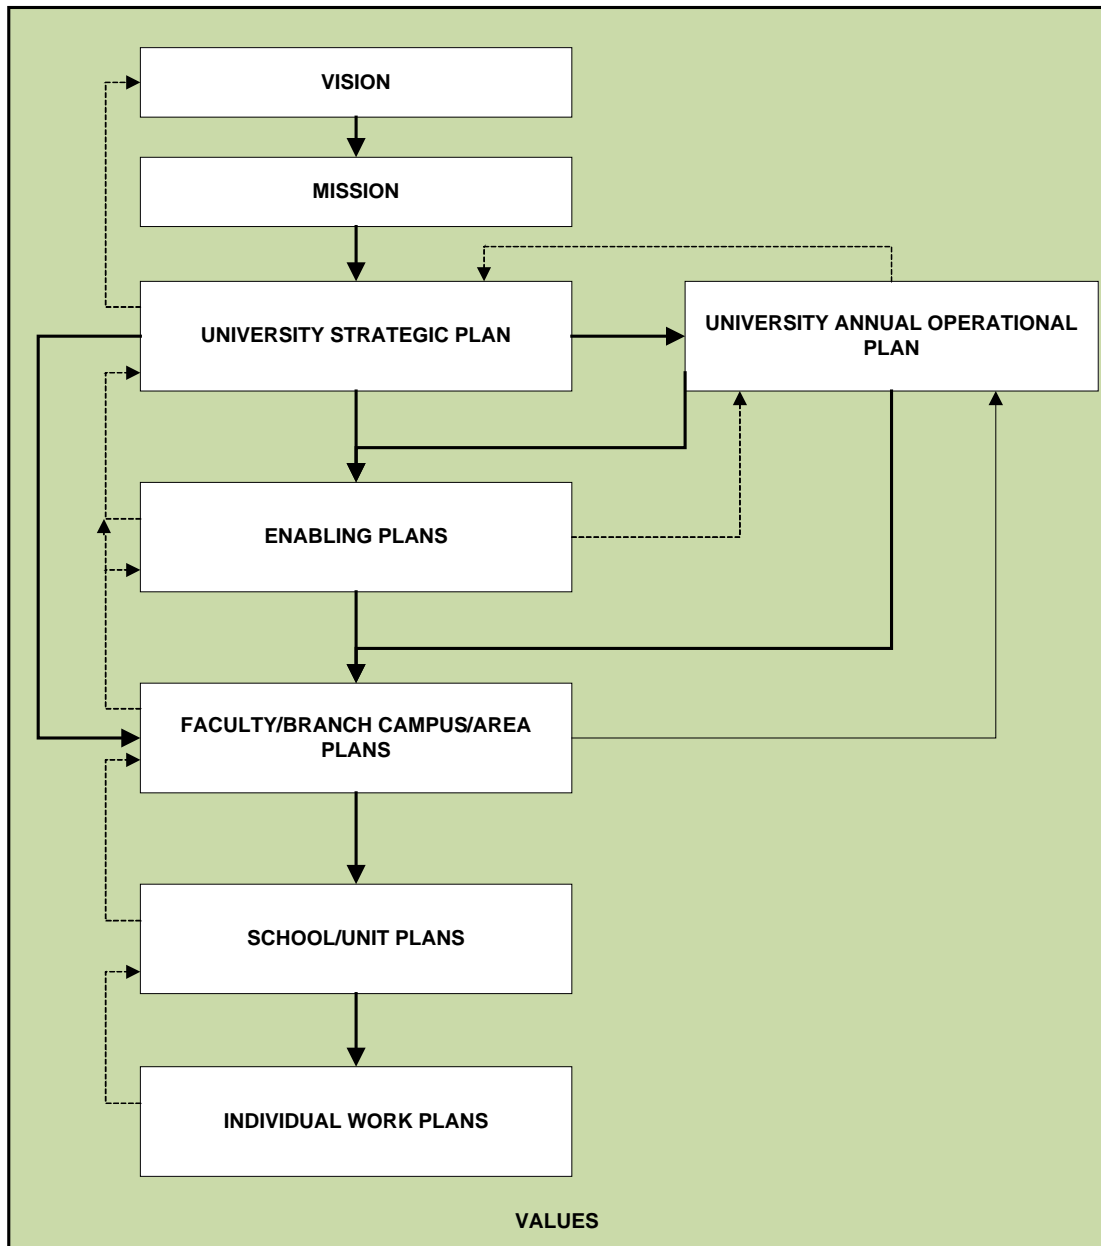 VISION
MISSION
UNIVERSITY STRATEGIC PLAN
UNIVERSITY ANNUAL OPERATIONAL
PLAN
ENABLING PLANS
FACULTY/BRANCH CAMPUS/AREA
PLANS
SCHOOL/UNIT PLANS
INDIVIDUAL WORK PLANS
VALUES